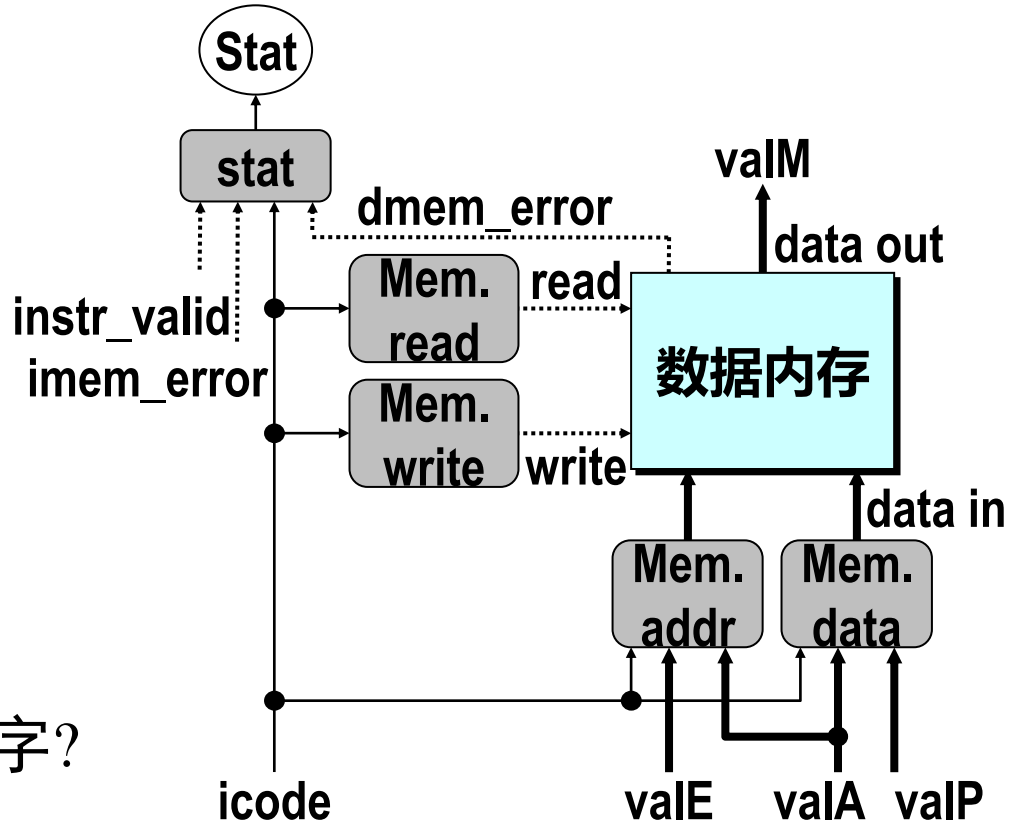 Stat
stat
valM
dmem_error
data out
Mem.
read
read
instr_valid
imem_error
数据内存
Mem.
write
write
data in
Mem.
addr
Mem.
data
字?
icode
valE
valA
valP